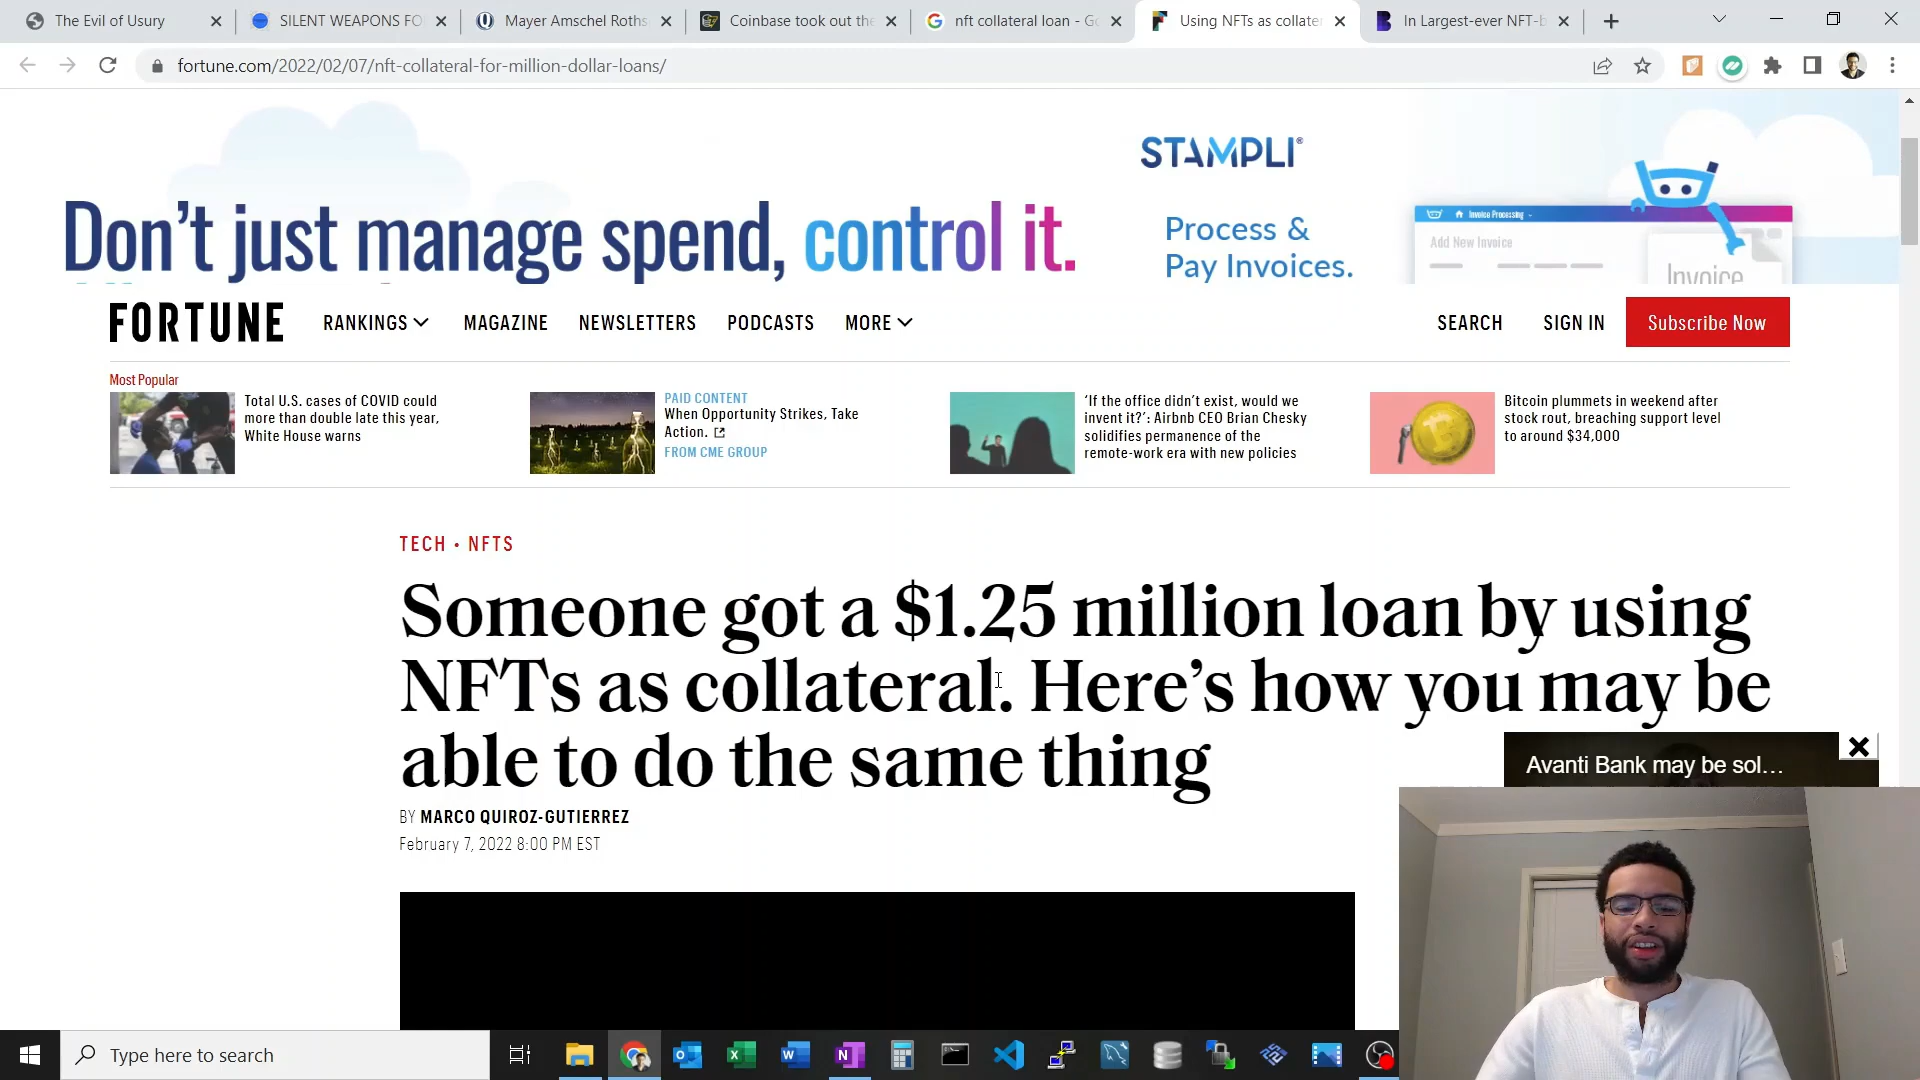 The Evil of Usury
SILENT WEAPONS FO
Mayer Amschel Roths
Coinbase took out the
nft collateral loan - Go
Using NFTs as collate
In Largest-ever NFT-b
fortune.com/2022/02/07/nft-collateral-for-million-dollar-loans/
Don't just manage spend, control it.
STAMPLI®
Process &
Pay Invoices.
Invoice Processing
Add New Invoice
Invoice
FORTUNE
RANKINGS
MAGAZINE
NEWSLETTERS
PODCASTS
MORE
SEARCH
SIGN IN
Subscribe Now
Most Popular
Total U.S. cases of COVID could
more than double late this year,
White House warns
PAID CONTENT
When Opportunity Strikes, Take
Action.
FROM CME GROUP
‘If the office didn’t exist, would we
invent it?’: Airbnb CEO Brian Chesky
solidifies permanence of the
remote-work era with new policies
Bitcoin plummets in weekend after
stock rout, breaching support level
to around $34,000
TECH • NFTS
Someone got a $1.25 million loan by using
NFTs as collateral. Here’s how you may be
able to do the same thing
BY MARCO QUIROZ-GUTIERREZ
February 7, 2022 8:00 PM EST
Avanti Bank may be sol...
Type here to search